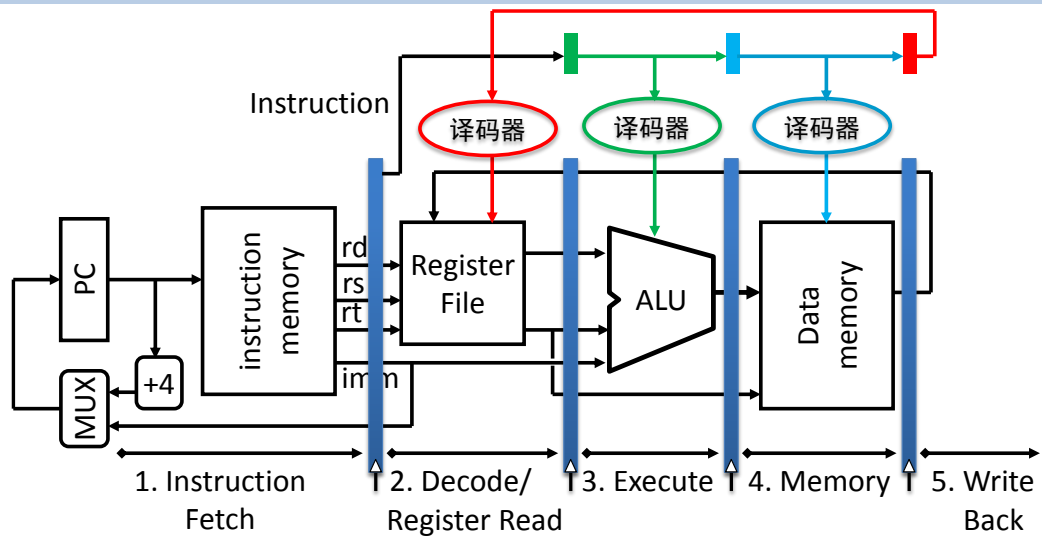 Instruction
译码器
译码器
译码器
PC
instruction
memory
rd
rs
rt
imm
Register
File
ALU
Data
memory
+4
MUX
1. Instruction
Fetch
2. Decode/
Register Read
3. Execute
4. Memory
5. Write
Back